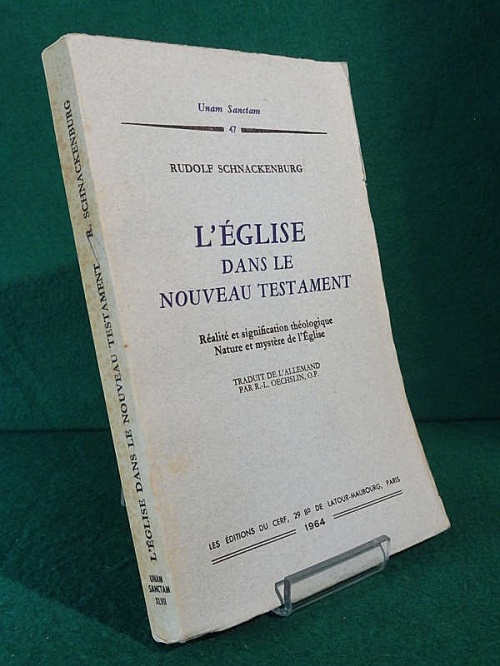 Unam Sanctam
47
RUDOLF SCHNACKENBURG
L'ÉGLISE
DANS LE
NOUVEAU TESTAMENT
Réalité et signification théologique
Nature et mystère de l'Église
TRADUIT DE L'ALLEMAND
PAR R.-L. OECHSLIN, O.P.
LES ÉDITIONS DU CERF, 29 BD DE LATOUR-MAUBOURG, PARIS
1964
L'ÉGLISE DANS LE NOUVEAU TESTAMENT — R. SCHNACKENBURG
UNAM
SANCTAM
XLVII